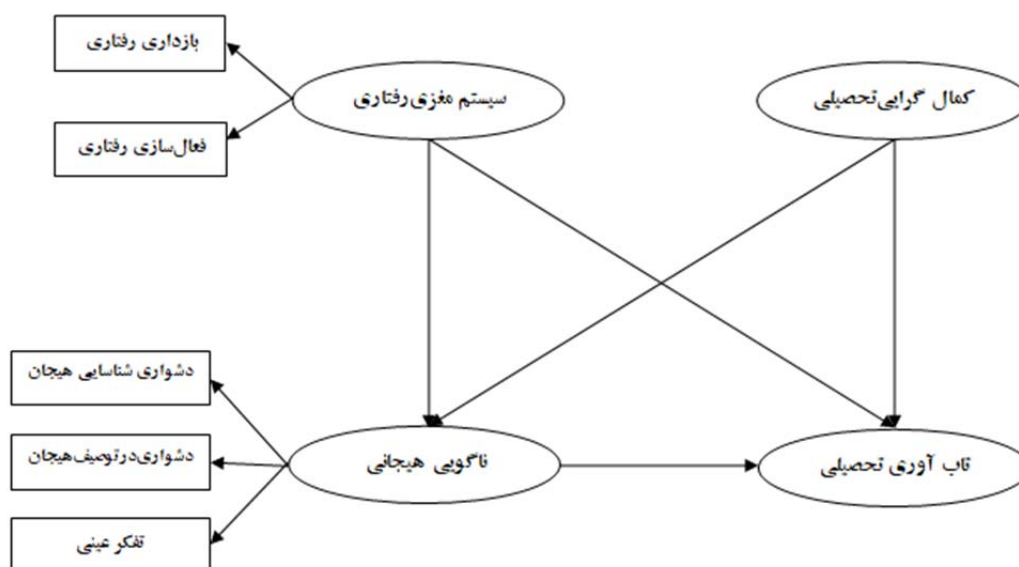 بازداری رفتاری
سیستم مغزی رفتاری
کمال گرایی تحصیلی
فعال‌سازی رفتاری
دشواری شناسایی هیجان
دشواری در توصیف هیجان
ناگویی هیجانی
تاب آوری تحصیلی
تفکر عینی